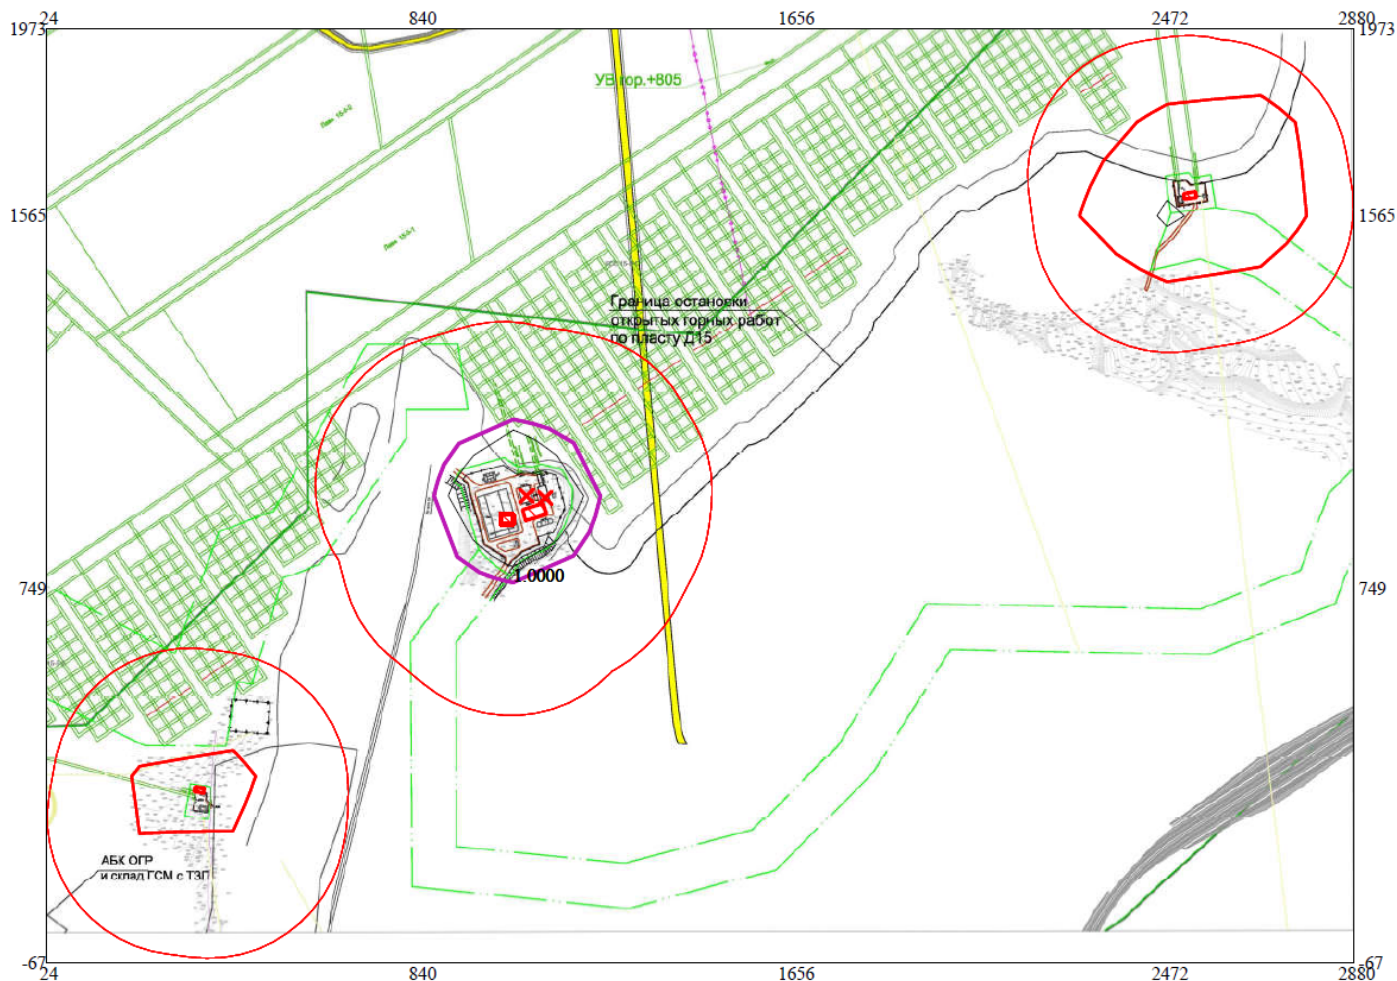 24 840 1656 2472 2880
1973 1973
УВ гор.+805
1565 1565
Граница остановки
открытых горных работ
по пласту Д15
1.0000
749 749
АБК ОГР
и склад ГСМ с ТЗП
-67 -67
24 840 1656 2472 2880